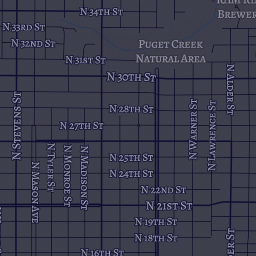 N 34th St
Brewer
N 33rd St
N 32nd St
Puget Creek
Natural Area
N 31st St
N 30th St
N Alder St
N 28th St
N Stevens St
N 27th St
N Warner St
N Lawrence St
N Tyler St
N Monroe St
N Madison St
N 25th St
N Mason Ave
N 24th St
N 22nd St
N 21st St
N 19th St
N 18th St
N 16th St